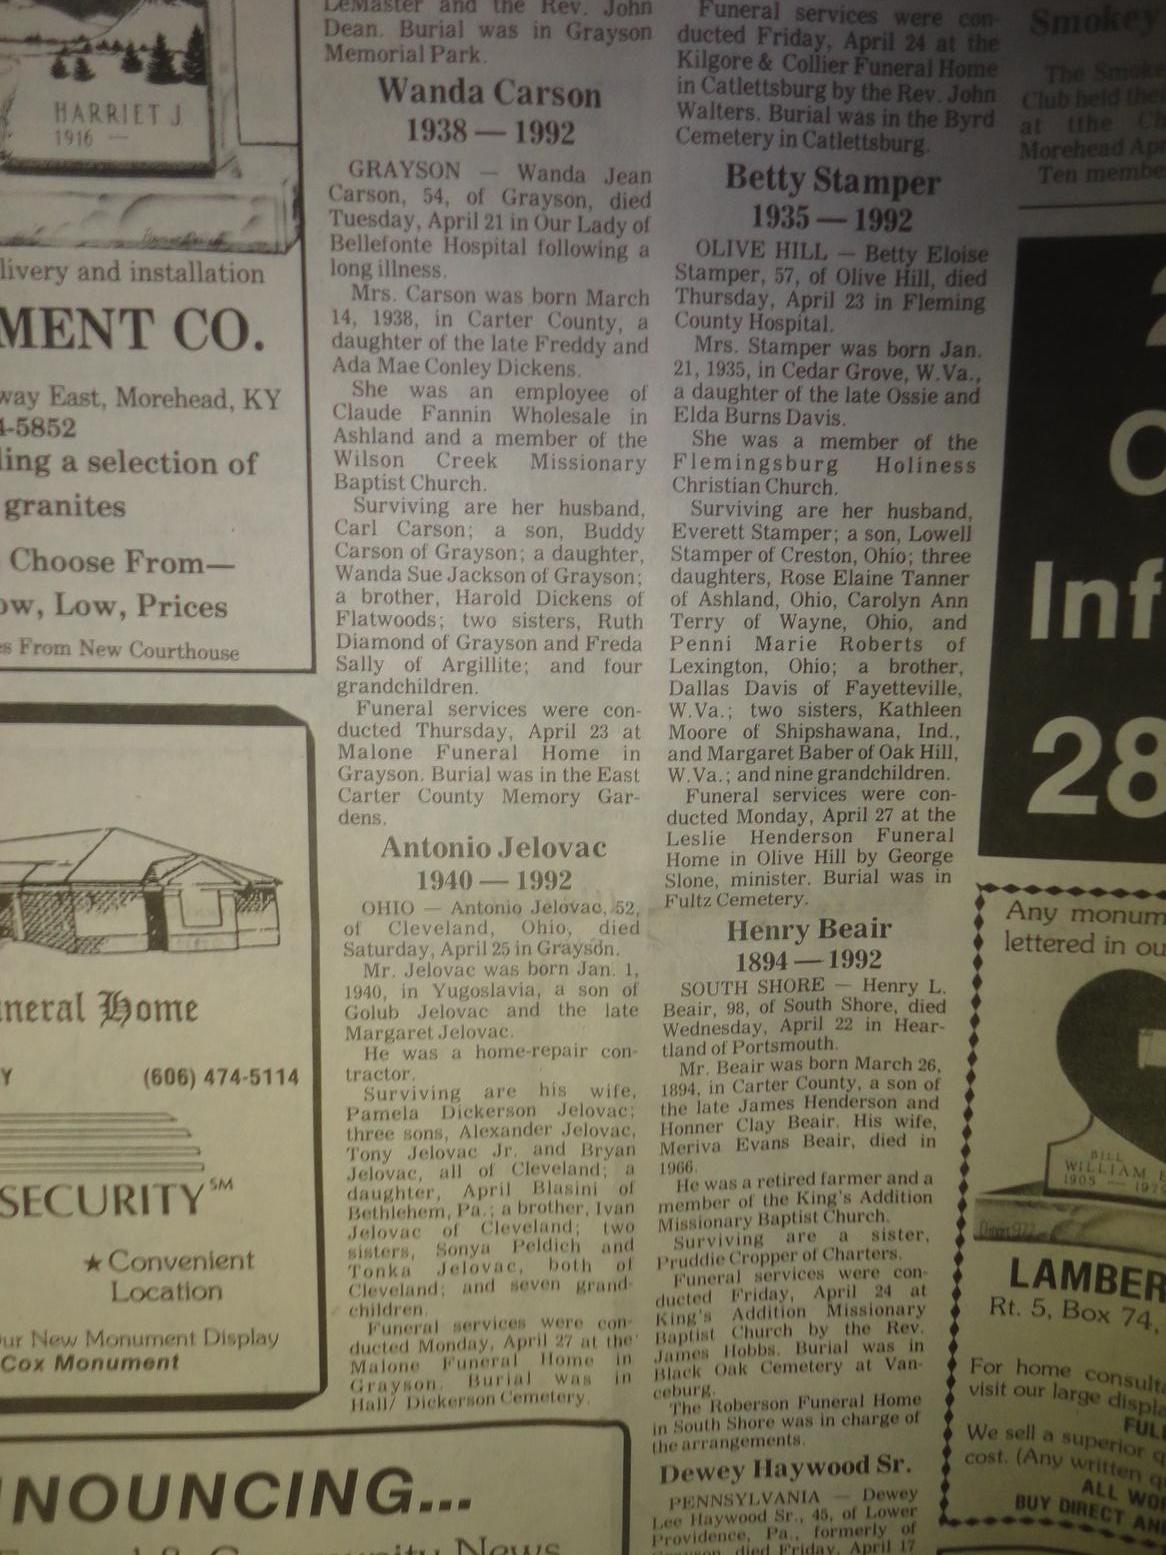 HARRIET J
1916 —
livery and installation
MENT CO.
way East, Morehead, KY
4-5852
ling a selection of
granites
Choose From—
ow, Low, Prices
es From New Courthouse
neral Home
Y (606) 474-5114
SECURITY SM
★ Convenient
Location
ur New Monument Display
Cox Monument
NOUNCING...
LeMaster and the Rev. John
Dean. Burial was in Grayson
Memorial Park.
Wanda Carson
1938 — 1992
GRAYSON — Wanda Jean
Carson, 54, of Grayson, died
Tuesday, April 21 in Our Lady of
Bellefonte Hospital following a
long illness.
Mrs. Carson was born March
14, 1938, in Carter County, a
daughter of the late Freddy and
Ada Mae Conley Dickens.
She was an employee of
Claude Fannin Wholesale in
Ashland and a member of the
Wilson Creek Missionary
Baptist Church.
Surviving are her husband,
Carl Carson; a son, Buddy
Carson of Grayson; a daughter,
Wanda Sue Jackson of Grayson;
a brother, Harold Dickens of
Flatwoods; two sisters, Ruth
Diamond of Grayson and Freda
Sally of Argillite; and four
grandchildren.
Funeral services were con-
ducted Thursday, April 23 at
Malone Funeral Home in
Grayson. Burial was in the East
Carter County Memory Gar-
dens.
Antonio Jelovac
1940 — 1992
OHIO — Antonio Jelovac, 52,
of Cleveland, Ohio, died
Saturday, April 25 in Grayson.
Mr. Jelovac was born Jan. 1,
1940, in Yugoslavia, a son of
Golub Jelovac and the late
Margaret Jelovac.
He was a home-repair con-
tractor.
Surviving are his wife,
Pamela Dickerson Jelovac;
three sons, Alexander Jelovac,
Tony Jelovac Jr. and Bryan
Jelovac, all of Cleveland; a
daughter, April Blasini of
Bethlehem, Pa.; a brother, Ivan
Jelovac of Cleveland; two
sisters, Sonya Peldich and
Tonka Jelovac, both of
Cleveland; and seven grand-
children.
Funeral services were con-
ducted Monday, April 27 at the
Malone Funeral Home in
Grayson. Burial was in
Hall/ Dickerson Cemetery.
Funeral services were con-
ducted Friday, April 24 at the
Kilgore & Collier Funeral Home
in Catlettsburg by the Rev. John
Walters. Burial was in the Byrd
Cemetery in Catlettsburg.
Betty Stamper
1935 — 1992
OLIVE HILL — Betty Eloise
Stamper, 57, of Olive Hill, died
Thursday, April 23 in Fleming
County Hospital.
Mrs. Stamper was born Jan.
21, 1935, in Cedar Grove, W.Va.,
a daughter of the late Ossie and
Elda Burns Davis.
She was a member of the
Flemingsburg Holiness
Christian Church.
Surviving are her husband,
Everett Stamper; a son, Lowell
Stamper of Creston, Ohio; three
daughters, Rose Elaine Tanner
of Ashland, Ohio, Carolyn Ann
Terry of Wayne, Ohio, and
Penni Marie Roberts of
Lexington, Ohio; a brother,
Dallas Davis of Fayetteville,
W.Va.; two sisters, Kathleen
Moore of Shipshawana, Ind.,
and Margaret Baber of Oak Hill,
W.Va.; and nine grandchildren.
Funeral services were con-
ducted Monday, April 27 at the
Leslie Henderson Funeral
Home in Olive Hill by George
Slone, minister. Burial was in
Fultz Cemetery.
Henry Beair
1894 — 1992
SOUTH SHORE — Henry L.
Beair, 98, of South Shore, died
Wednesday, April 22 in Hear-
tland of Portsmouth.
Mr. Beair was born March 26,
1894, in Carter County, a son of
the late James Henderson and
Honner Clay Beair. His wife,
Meriva Evans Beair, died in
1966.
He was a retired farmer and a
member of the King's Addition
Missionary Baptist Church.
Surviving are a sister,
Pruddie Cropper of Charters.
Funeral services were con-
ducted Friday, April 24 at
King's Addition Missionary
Baptist Church by the Rev.
James Hobbs. Burial was in
Black Oak Cemetery at Van-
ceburg.
The Roberson Funeral Home
in South Shore was in charge of
the arrangements.
Dewey Haywood Sr.
PENNSYLVANIA — Dewey
Lee Haywood Sr., 45, of Lower
Providence, Pa., formerly of
died Friday, April 17
Smokey
The Smoke
Club held thei
at tthe Ch
Morehead Apr
Ten membe
2
O
Inf
28
Any monum
lettered in ou
BILL
WILLIAM
1905 — 197
LAMBER
Rt. 5, Box 74,
For home consulta
visit our large displa
FULL
We sell a superior q
cost. (Any written q
ALL WO
BUY DIRECT AN